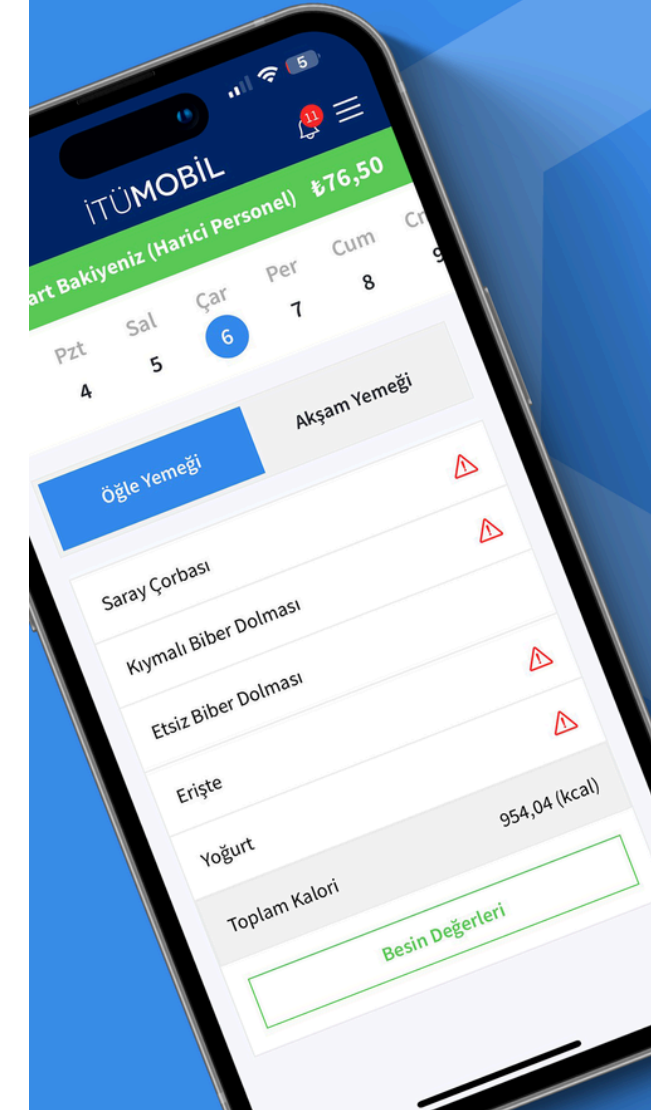 5
11
İTÜMOBİL
art Bakiyeniz (Harici Personel) ₺76,50
Pzt Sal Çar Per Cum
4 5 6 7 8 9
Öğle Yemeği Akşam Yemeği
Saray Çorbası
Kıymalı Biber Dolması
Etsiz Biber Dolması
Erişte
Yoğurt
Toplam Kalori 954,04 (kcal)
Besin Değerleri